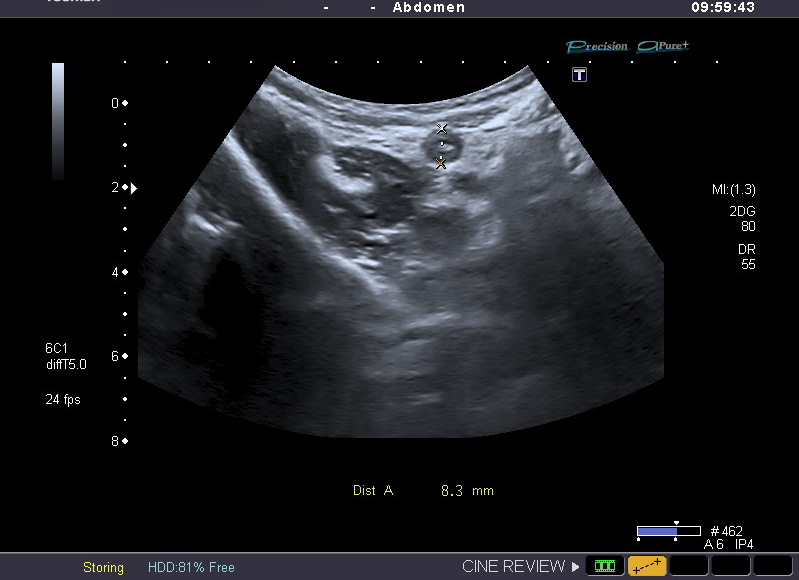 - - Abdomen 09:59:43
Precision APure+
T
0
2
4
6
8
MI:(1.3)
2DG
80
DR
55
6C1
diffT5.0
24 fps
Dist A 8.3 mm
#462
A 6 IP4
Storing HDD:81% Free CINE REVIEW